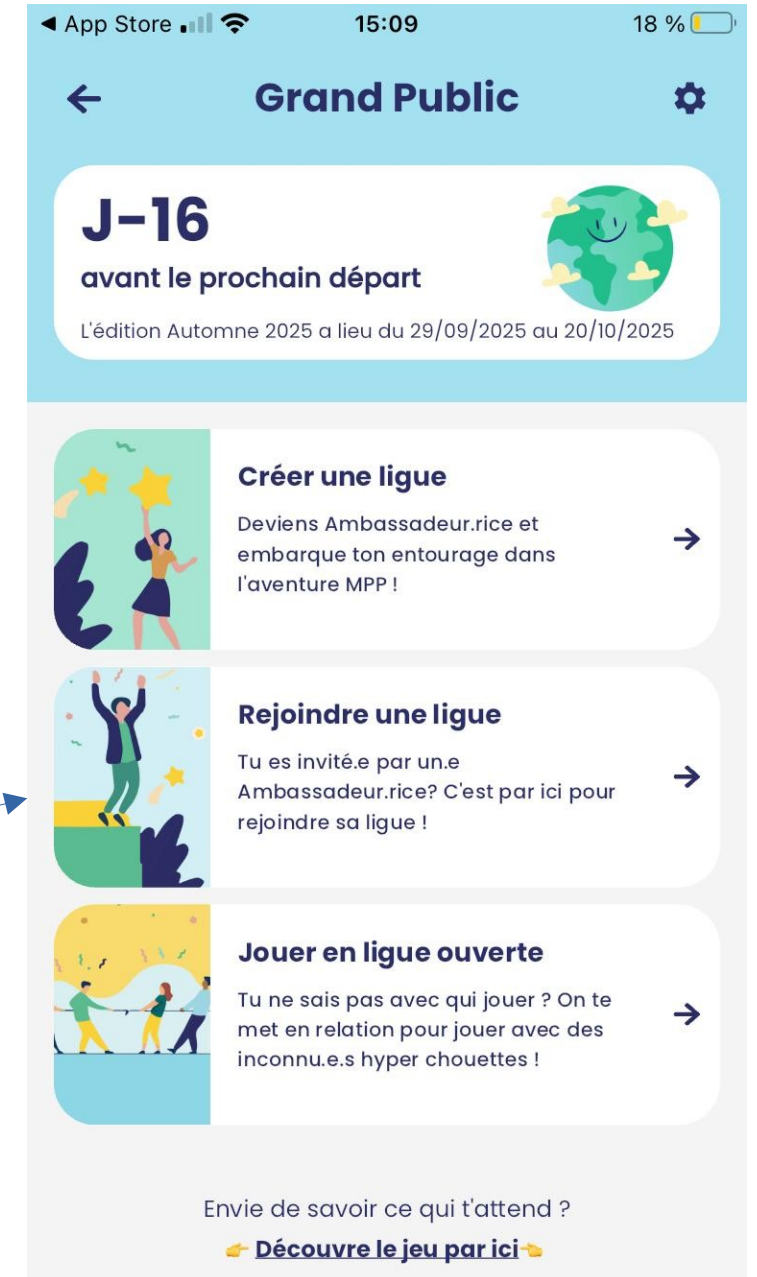 ◀ App Store 15:09 18 %
Grand Public
J-16
avant le prochain départ
L'édition Automne 2025 a lieu du 29/09/2025 au 20/10/2025
Créer une ligue
Deviens Ambassadeur.rice et
embarque ton entourage dans
l'aventure MPP !
Rejoindre une ligue
Tu es invité.e par un.e
Ambassadeur.rice? C'est par ici pour
rejoindre sa ligue !
Jouer en ligue ouverte
Tu ne sais pas avec qui jouer ? On te
met en relation pour jouer avec des
inconnu.e.s hyper chouettes !
Envie de savoir ce qui t'attend ?
👉 Découvre le jeu par ici👈